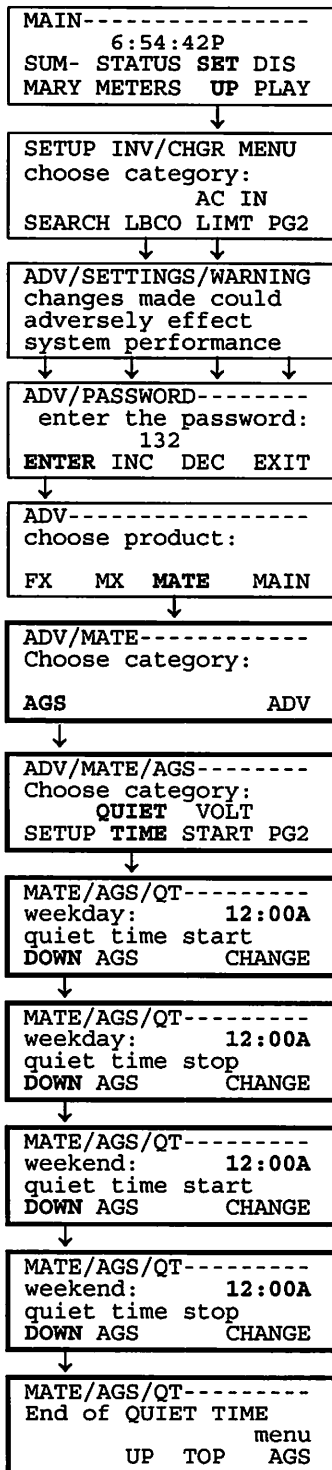 MAIN-----------------
6:54:42P
SUM- STATUS SET DIS
MARY METERS UP PLAY
SETUP INV/CHGR MENU
choose category:
AC IN
SEARCH LBCO LIMT PG2
ADV/SETTINGS/WARNING
changes made could
adversely effect
system performance
ADV/PASSWORD--------
enter the password:
132
ENTER INC DEC EXIT
ADV-----------------
choose product:
FX MX MATE MAIN
ADV/MATE------------
Choose category:
AGS ADV
ADV/MATE/AGS--------
Choose category:
QUIET VOLT
SETUP TIME START PG2
MATE/AGS/QT---------
weekday: 12:00A
quiet time start
DOWN AGS CHANGE
MATE/AGS/QT---------
weekday: 12:00A
quiet time stop
DOWN AGS CHANGE
MATE/AGS/QT---------
weekend: 12:00A
quiet time start
DOWN AGS CHANGE
MATE/AGS/QT---------
weekend: 12:00A
quiet time stop
DOWN AGS CHANGE
MATE/AGS/QT---------
End of QUIET TIME
menu
UP TOP AGS